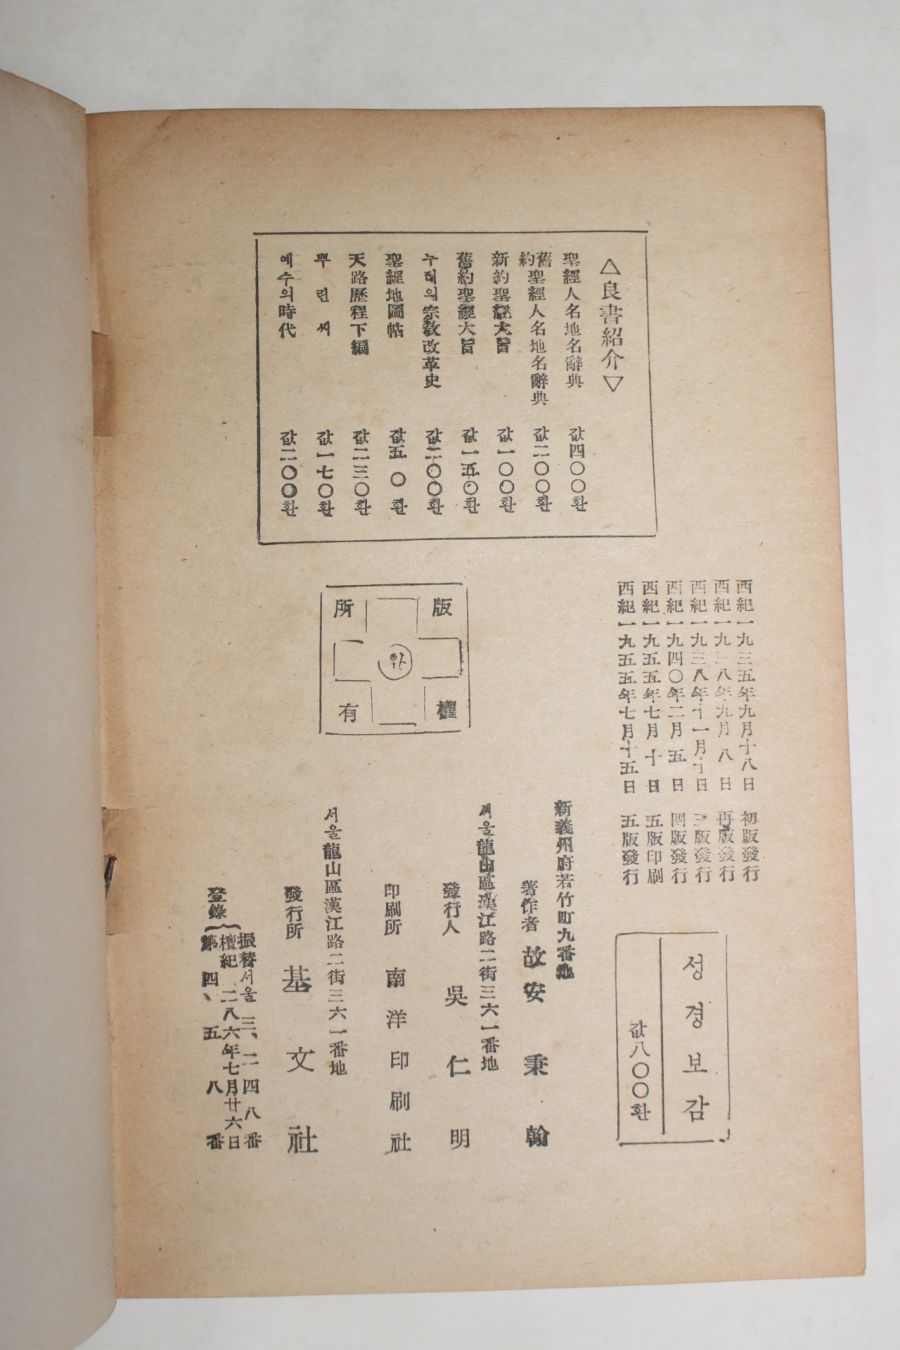 △良書紹介▽
聖經人名地名辭典 값四〇〇환
舊約聖經人名地名辭典 값二〇〇환
新約聖經大旨 값一〇〇환
舊約聖經大旨 값一五〇환
누터의宗敎改革史 값二〇〇환
聖經地圖帖 값五〇환
天路歷程下編 값二三〇환
뿌린씨 값一七〇환
예수의時代 값二〇〇환
西紀一九三五年九月十八日 初版發行
西紀一九三八年九月八日 再版發行
西紀一九三八年十一月十日 三版發行
西紀一九四〇年二月五日 四版發行
西紀一九五五年七月十日 五版印刷
西紀一九五五年七月十五日 五版發行
版權所有
안
성경보감
값八〇〇환
新義州府若竹町九番地
著作者 故安秉翰
서울龍山區漢江路二街三六一番地
發行人 吳仁明
印刷所 南洋印刷社
서울龍山區漢江路二街三六一番地
發行所 基文社
振替서울三、二四八番
登錄 檀紀 二八六年七月廿六日
第四、五八番